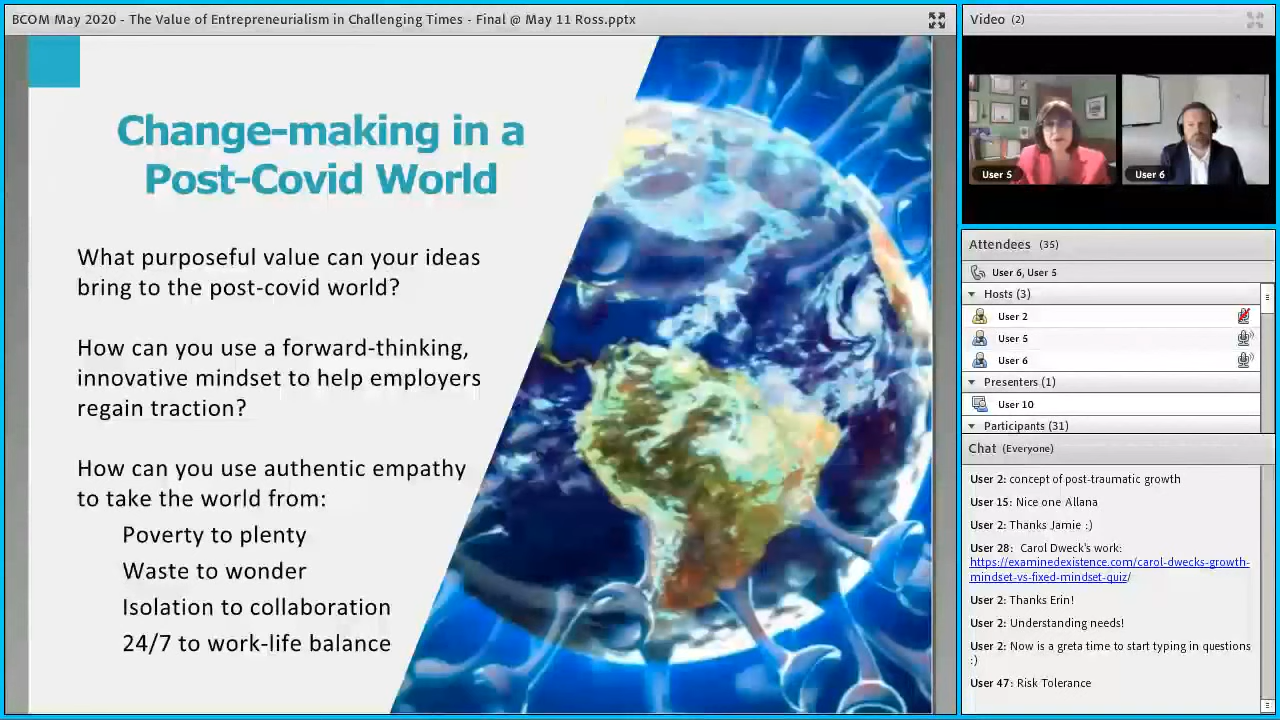 BCOM May 2020 - The Value of Entrepreneurialism in Challenging Times - Final @ May 11 Ross.pptx
Change-making in a
Post-Covid World
What purposeful value can your ideas
bring to the post-covid world?
How can you use a forward-thinking,
innovative mindset to help employers
regain traction?
How can you use authentic empathy
to take the world from:
Poverty to plenty
Waste to wonder
Isolation to collaboration
24/7 to work-life balance
Video (2)
User 5
User 6
Attendees (35)
User 6, User 5
Hosts (3)
User 2
User 5
User 6
Presenters (1)
User 10
Participants (31)
Chat (Everyone)
User 2: concept of post-traumatic growth
User 15: Nice one Allana
User 2: Thanks Jamie :)
User 28: Carol Dweck's work:
https://examinedexistence.com/carol-dwecks-growth-
mindset-vs-fixed-mindset-quiz/
User 2: Thanks Erin!
User 2: Understanding needs!
User 2: Now is a greta time to start typing in questions
:)
User 47: Risk Tolerance